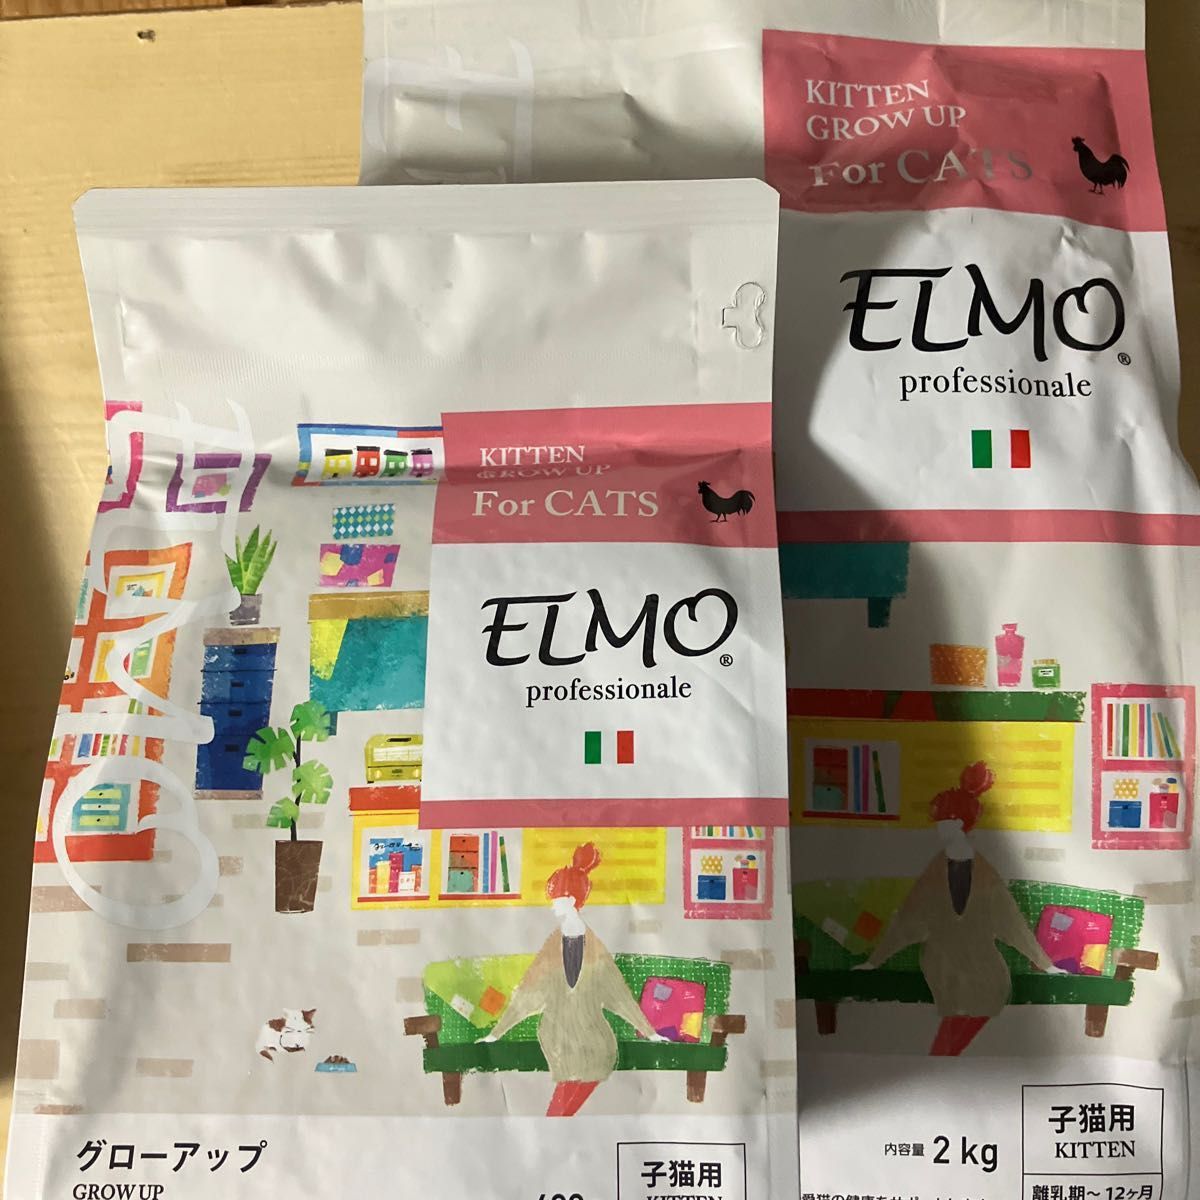 KITTEN
GROW UP
For CATS
ELMO®
professionale
内容量 2 kg
子猫用
KITTEN
離乳期～12ヶ月
KITTEN
GROW UP
For CATS
ELMO®
professionale
ELMO
グローアップ
GROW UP
子猫用
KITTEN